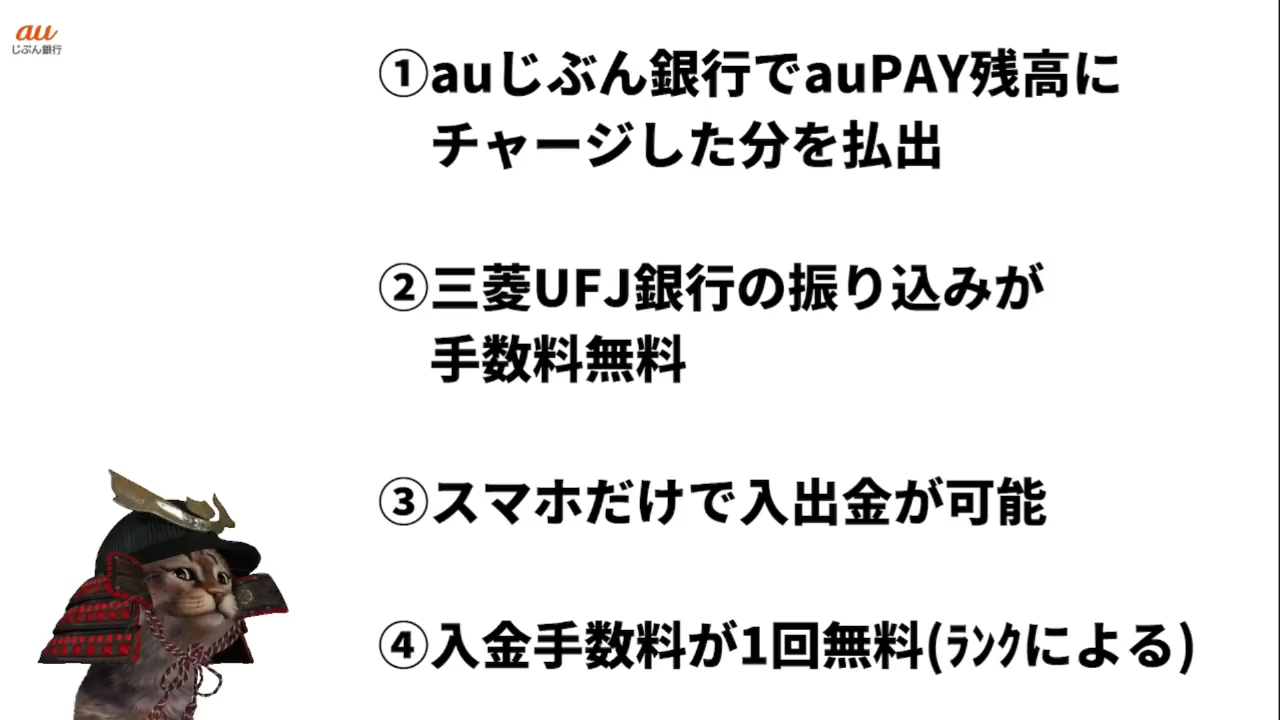 au
じぶん銀行
①auじぶん銀行でauPAY残高に
チャージした分を払出
②三菱UFJ銀行の振り込みが
手数料無料
③スマホだけで入出金が可能
④入金手数料が1回無料(ﾗﾝｸによる)